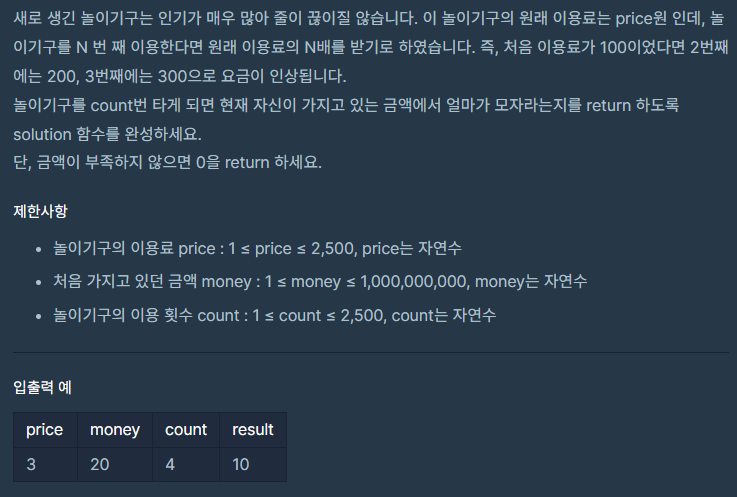 새로 생긴 놀이기구는 인기가 매우 많아 줄이 끊이질 않습니다. 이 놀이기구의 원래 이용료는 price원 인데, 놀
이기구를 N 번 째 이용한다면 원래 이용료의 N배를 받기로 하였습니다. 즉, 처음 이용료가 100이었다면 2번째
에는 200, 3번째에는 300으로 요금이 인상됩니다.
놀이기구를 count번 타게 되면 현재 자신이 가지고 있는 금액에서 얼마가 모자라는지를 return 하도록
solution 함수를 완성하세요.
단, 금액이 부족하지 않으면 0을 return 하세요.
제한사항
• 놀이기구의 이용료 price : 1 ≤ price ≤ 2,500, price는 자연수
• 처음 가지고 있던 금액 money : 1 ≤ money ≤ 1,000,000,000, money는 자연수
• 놀이기구의 이용 횟수 count : 1 ≤ count ≤ 2,500, count는 자연수
입출력 예
price money count result
3 20 4 10